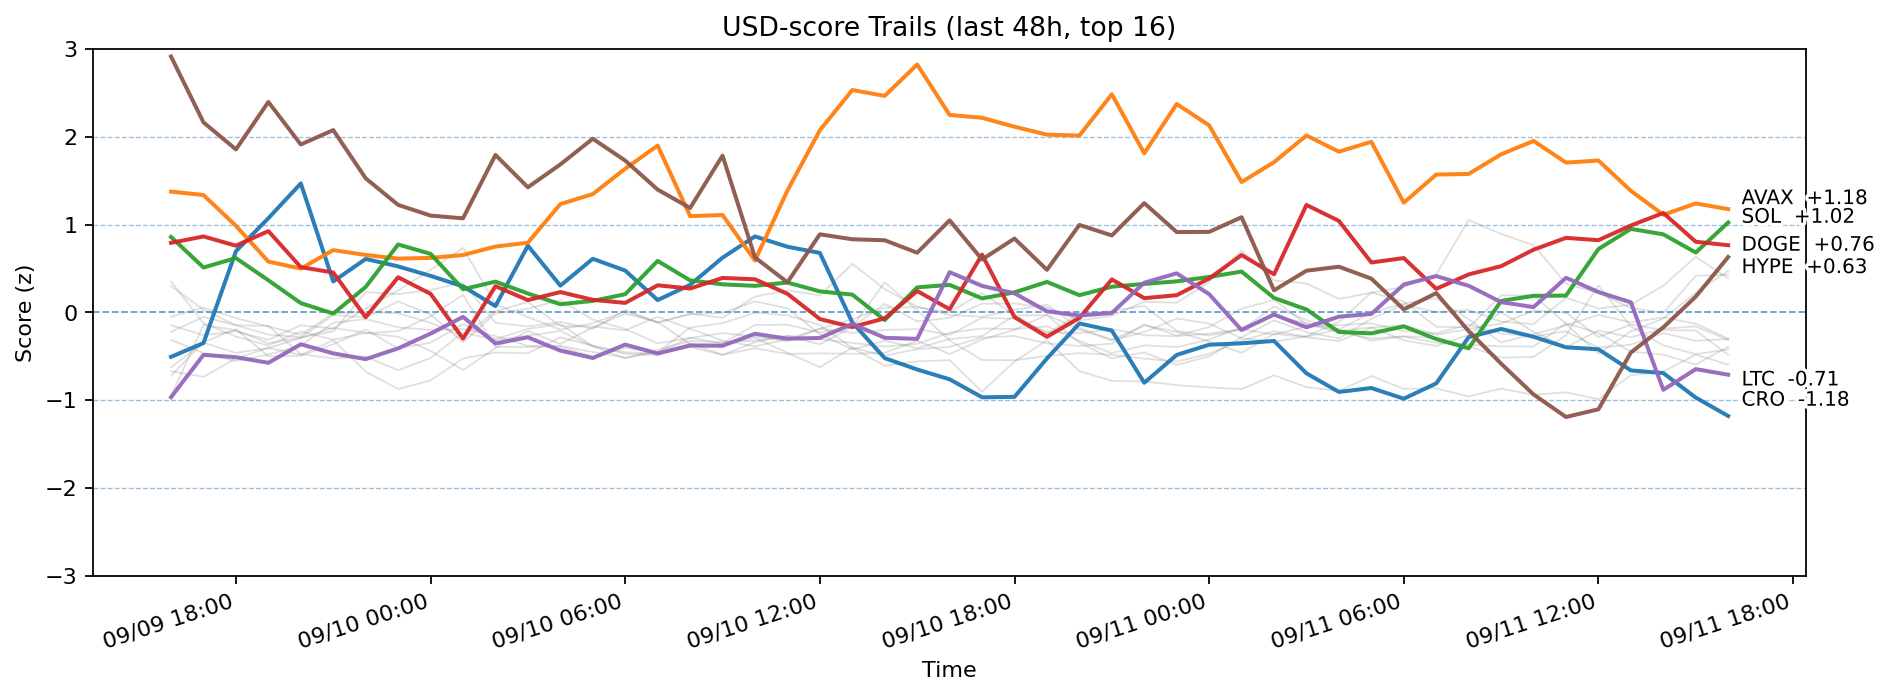 USD-score Trails (last 48h, top 16)
Score (z)
3
2
1
0
−1
−2
−3
AVAX +1.18
SOL +1.02
DOGE +0.76
HYPE +0.63
LTC -0.71
CRO -1.18
09/09 18:00
09/10 00:00
09/10 06:00
09/10 12:00
09/10 18:00
09/11 00:00
09/11 06:00
09/11 12:00
09/11 18:00
Time